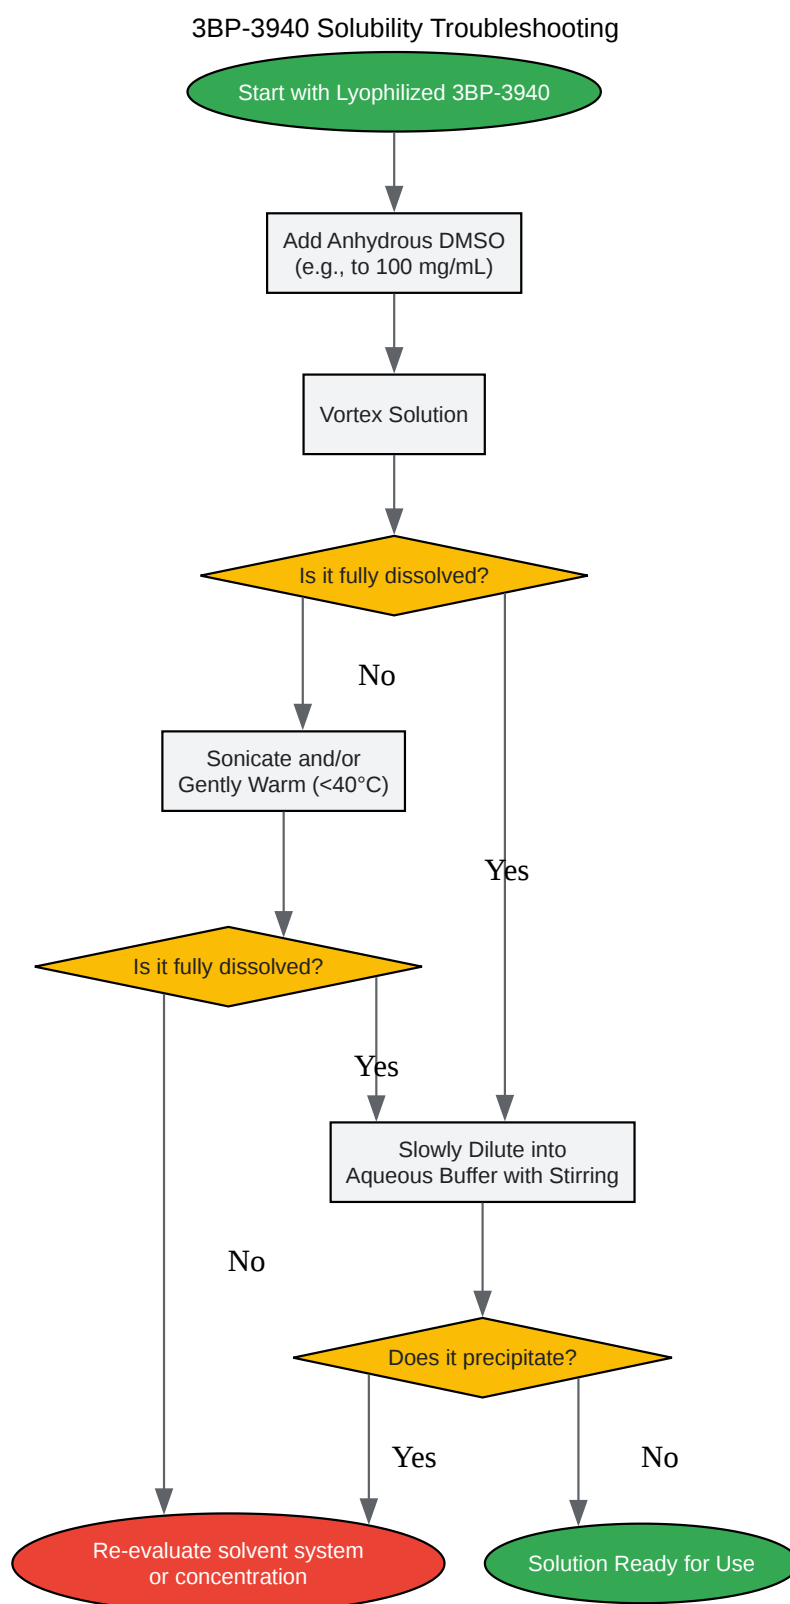 3BP-3940 Solubility Troubleshooting
Start with Lyophilized 3BP-3940
Add Anhydrous DMSO
(e.g., to 100 mg/mL)
Vortex Solution
Is it fully dissolved?
No
Sonicate and/or
Gently Warm (<40°C)
Yes
Is it fully dissolved?
Yes
Slowly Dilute into
Aqueous Buffer with Stirring
No
Does it precipitate?
Yes
No
Re-evaluate solvent system
or concentration
Solution Ready for Use